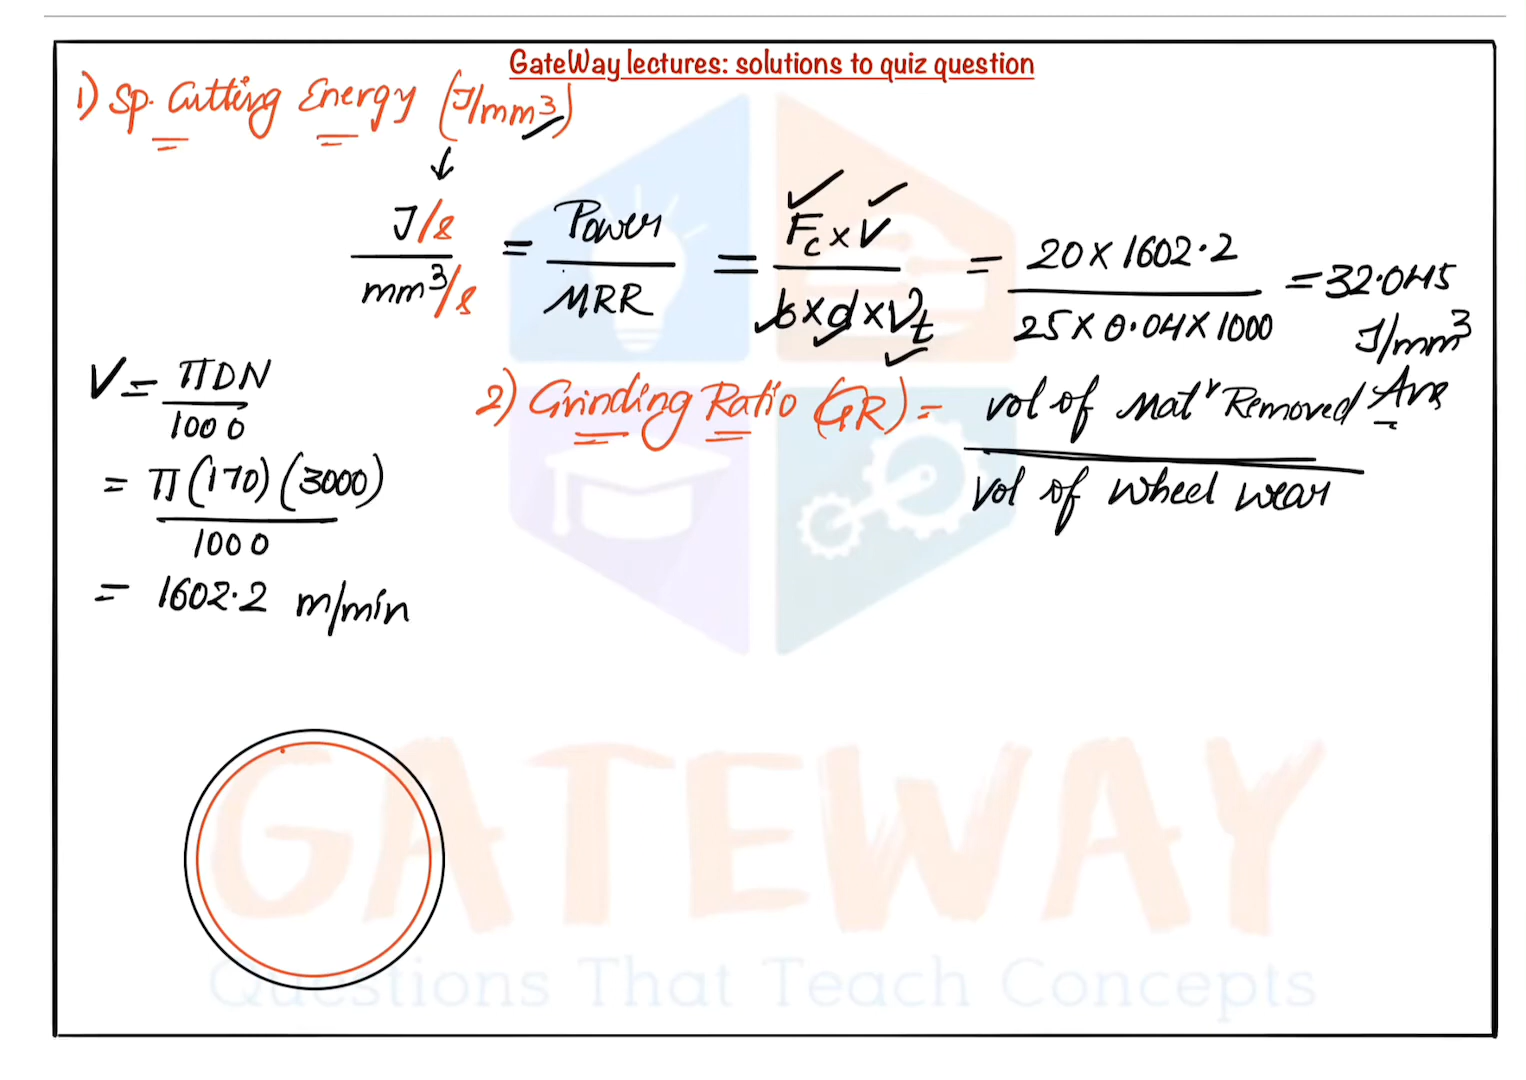 GateWay lectures: solutions to quiz question
1) Sp. Cutting Energy (J/mm³)
↓
J/s / mm³/s = Power / MRR = Fc x V / b x d x Vt = 20 x 1602.2 / 25 x 0.04 x 1000 = 32.045 J/mm³
V = πDN / 1000
= π(170)(3000) / 1000
= 1602.2 m/min
2) Grinding Ratio (GR) = Vol of Matʳ Removed / Vol of Wheel Wear
Ans
GATEWAY
Questions That Teach Concepts